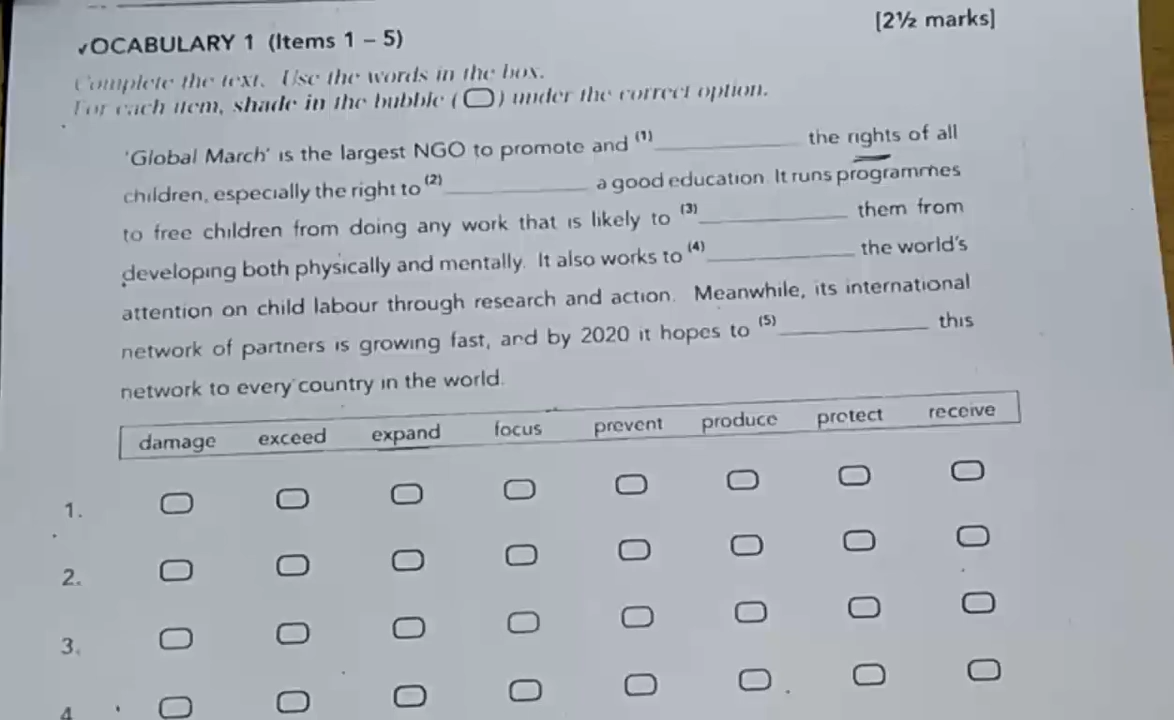 VOCABULARY 1 (Items 1 – 5)
[2½ marks]
Complete the text. Use the words in the box.
For each item, shade in the bubble ( ) under the correct option.
'Global March' is the largest NGO to promote and (1)__________ the rights of all
children, especially the right to (2)__________ a good education. It runs programmes
to free children from doing any work that is likely to (3)__________ them from
developing both physically and mentally. It also works to (4)__________ the world's
attention on child labour through research and action. Meanwhile, its international
network of partners is growing fast, and by 2020 it hopes to (5)__________ this
network to every country in the world.
damage exceed expand focus prevent produce protect receive
1.
2.
3.
4